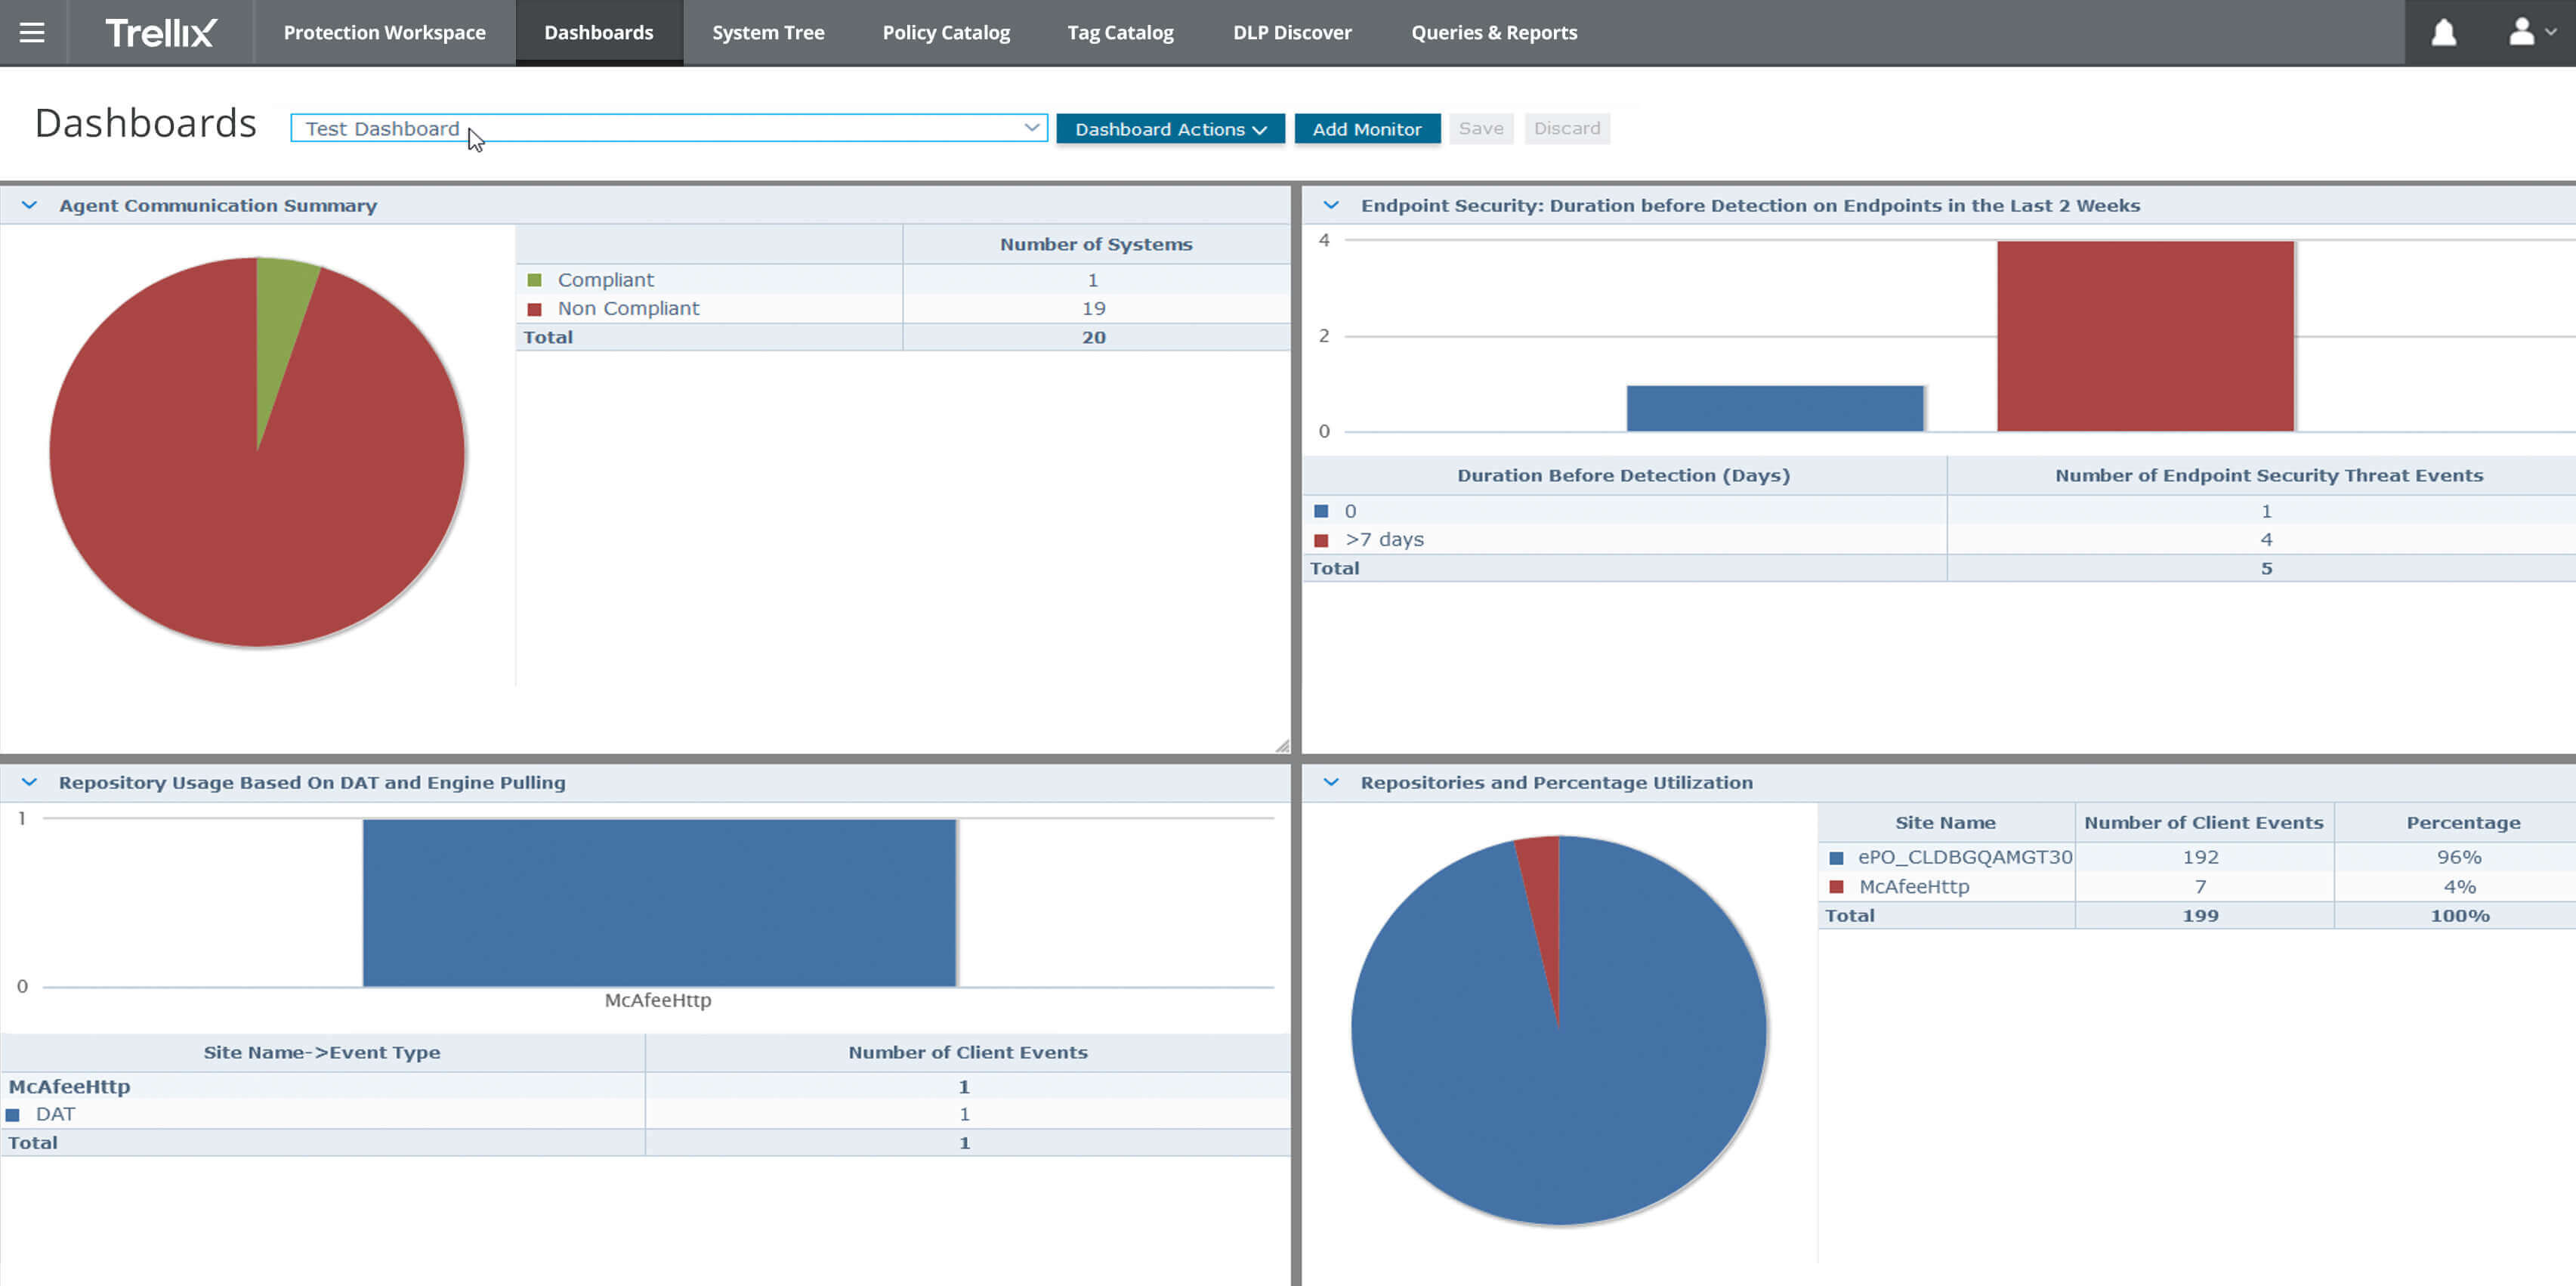 Trellix Protection Workspace Dashboards System Tree Policy Catalog Tag Catalog DLP Discover Queries & Reports
Dashboards Test Dashboard Dashboard Actions Add Monitor Save Discard
Agent Communication Summary
Number of Systems
Compliant 1
Non Compliant 19
Total 20
Endpoint Security: Duration before Detection on Endpoints in the Last 2 Weeks
4
2
0
Duration Before Detection (Days) Number of Endpoint Security Threat Events
0 1
>7 days 4
Total 5
Repository Usage Based On DAT and Engine Pulling
1
0
McAfeeHttp
Site Name->Event Type Number of Client Events
McAfeeHttp 1
DAT 1
Total 1
Repositories and Percentage Utilization
Site Name Number of Client Events Percentage
ePO_CLDBGQAMGT30 192 96%
McAfeeHttp 7 4%
Total 199 100%